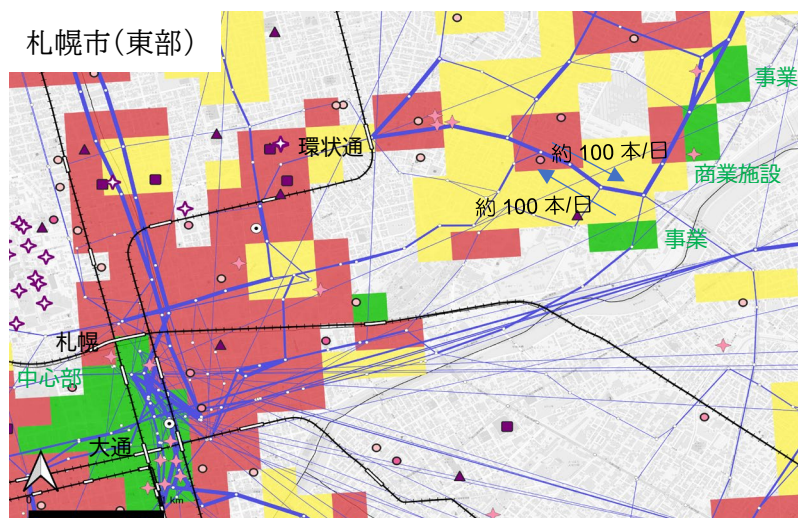 札幌市(東部)
事業
環状通
約 100 本/日
商業施設
約 100 本/日
事業
札幌
中心部
大通
km